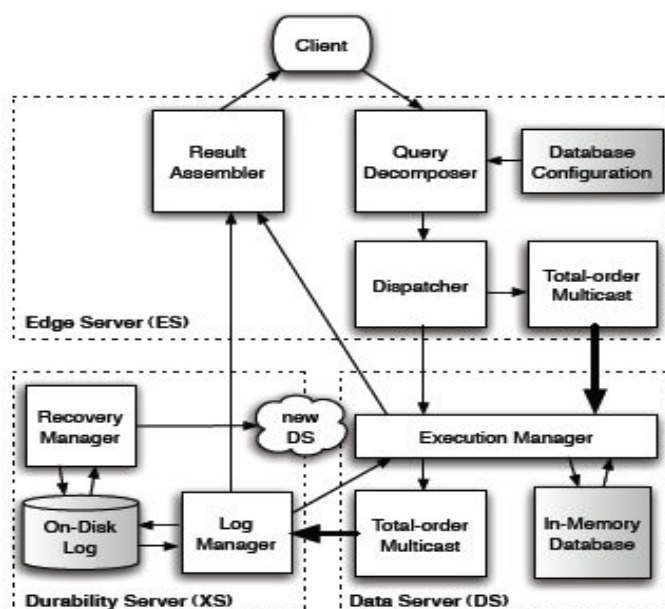 Client
Result
Assembler
Query
Decomposer
Database
Configuration
Dispatcher
Total-order
Multicast
Edge Server (ES)
Recovery
Manager
new
DS
Execution Manager
On-Disk
Log
Log
Manager
Total-order
Multicast
In-Memory
Database
Durability Server (XS)
Data Server (DS)